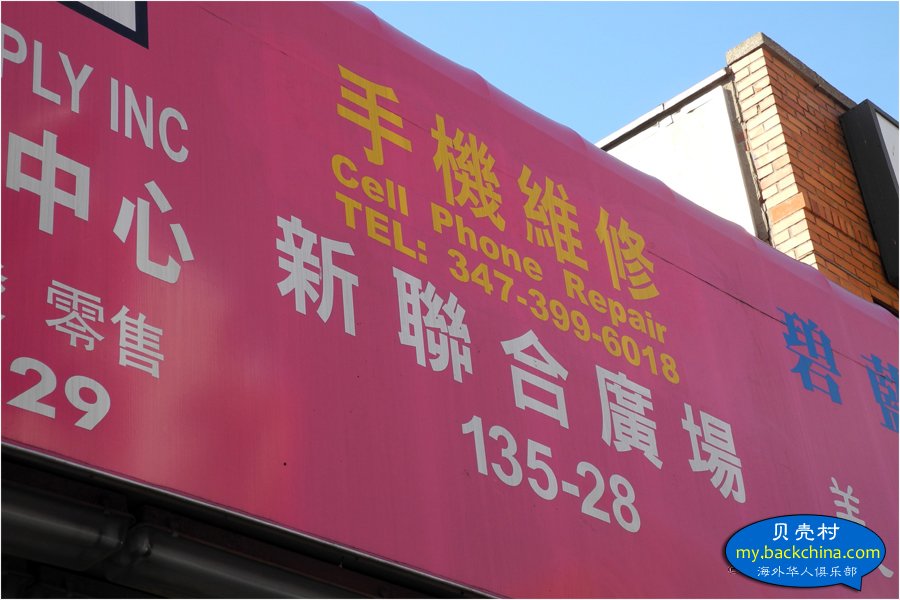 PLY INC
中心
零售
29
手機維修
Cell Phone Repair
TEL: 347-399-6018
新聯合廣場
135-28
碧藍
美
贝壳村
my.backchina.com
海外华人俱乐部